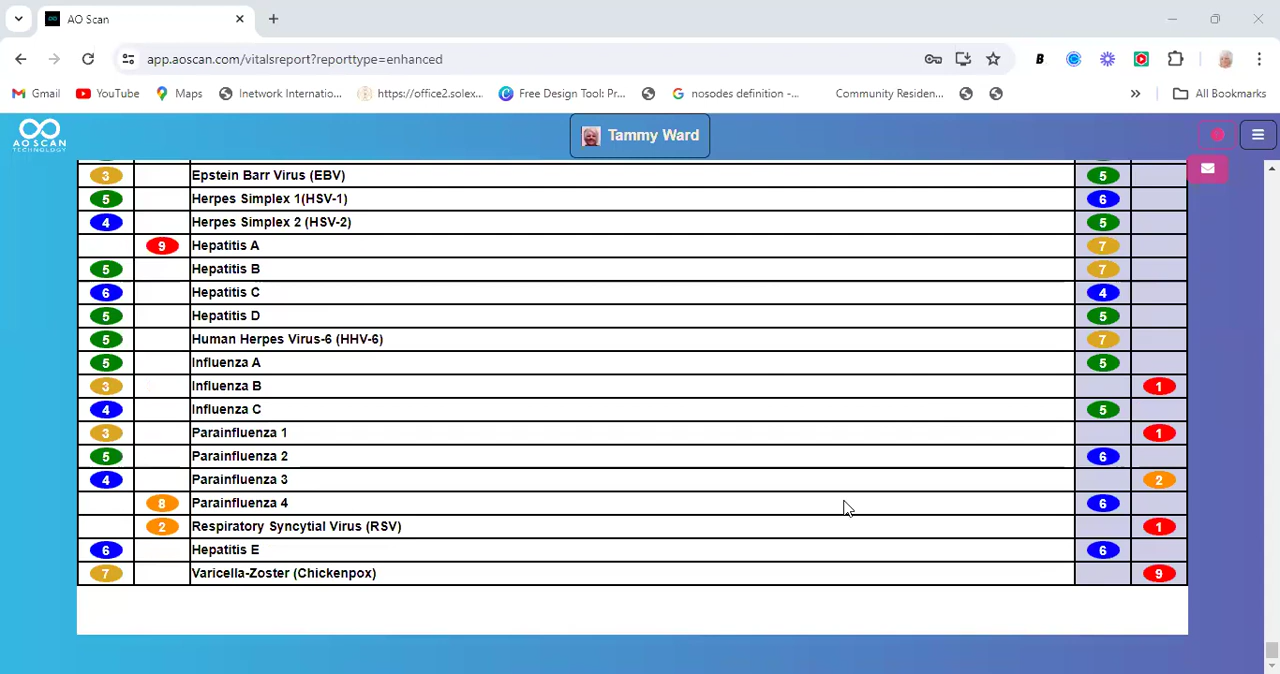 AO Scan
app.aoscan.com/vitalsreport?reporttype=enhanced
B
Gmail YouTube Maps Inetwork Internatio... https://office2.solex... Free Design Tool: Pr... G nosodes definition -... Community Residen... » All Bookmarks
AO SCAN
TECHNOLOGY
Tammy Ward
3 Epstein Barr Virus (EBV) 5
5 Herpes Simplex 1(HSV-1) 6
4 Herpes Simplex 2 (HSV-2) 5
9 Hepatitis A 7
5 Hepatitis B 7
6 Hepatitis C 4
5 Hepatitis D 5
5 Human Herpes Virus-6 (HHV-6) 7
5 Influenza A 5
3 Influenza B 1
4 Influenza C 5
3 Parainfluenza 1 1
5 Parainfluenza 2 6
4 Parainfluenza 3 2
8 Parainfluenza 4 6
2 Respiratory Syncytial Virus (RSV) 1
6 Hepatitis E 6
7 Varicella-Zoster (Chickenpox) 9